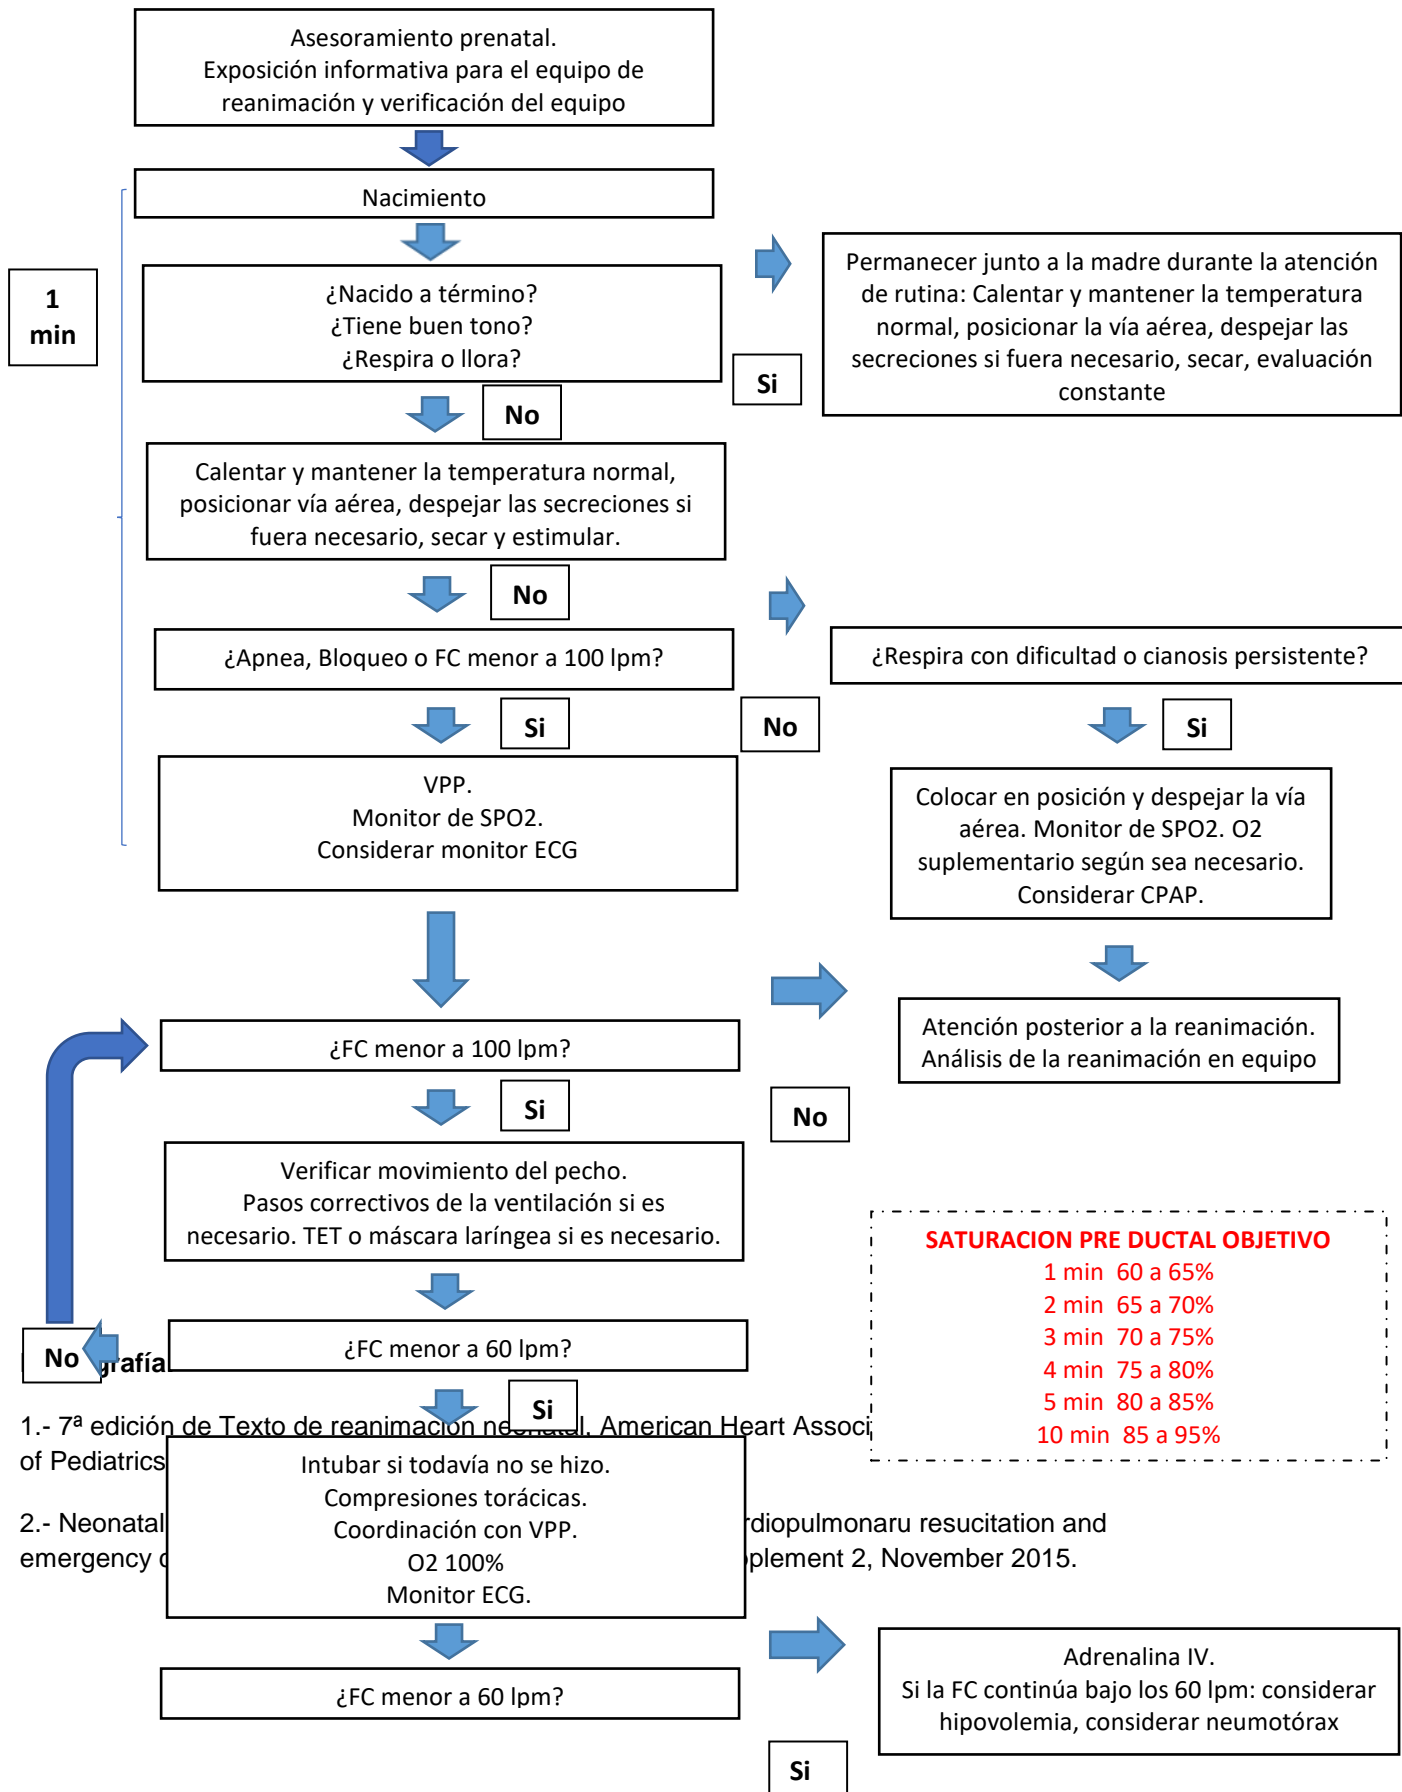 Asesoramiento prenatal.
Exposición informativa para el equipo de
reanimación y verificación del equipo
Nacimiento
1
min
¿Nacido a término?
¿Tiene buen tono?
¿Respira o llora?
Si
Permanecer junto a la madre durante la atención
de rutina: Calentar y mantener la temperatura
normal, posicionar la vía aérea, despejar las
secreciones si fuera necesario, secar, evaluación
constante
No
Calentar y mantener la temperatura normal,
posicionar vía aérea, despejar las secreciones si
fuera necesario, secar y estimular.
No
¿Apnea, Bloqueo o FC menor a 100 lpm?
¿Respira con dificultad o cianosis persistente?
Si
No
Si
VPP.
Monitor de SPO2.
Considerar monitor ECG
Colocar en posición y despejar la vía
aérea. Monitor de SPO2. O2
suplementario según sea necesario.
Considerar CPAP.
¿FC menor a 100 lpm?
Atención posterior a la reanimación.
Análisis de la reanimación en equipo
Si
No
Verificar movimiento del pecho.
Pasos correctivos de la ventilación si es
necesario. TET o máscara laríngea si es necesario.
SATURACION PRE DUCTAL OBJETIVO
1 min 60 a 65%
2 min 65 a 70%
3 min 70 a 75%
4 min 75 a 80%
5 min 80 a 85%
10 min 85 a 95%
¿FC menor a 60 lpm?
No
grafía
Si
1.- 7ª edición de Texto de reanimación neonatal. American Heart Associ
of Pediatrics
Intubar si todavía no se hizo.
Compresiones torácicas.
Coordinación con VPP.
O2 100%
Monitor ECG.
2.- Neonatal rdiopulmonaru resucitation and
emergency plement 2, November 2015.
¿FC menor a 60 lpm?
Adrenalina IV.
Si la FC continúa bajo los 60 lpm: considerar
hipovolemia, considerar neumotórax
Si